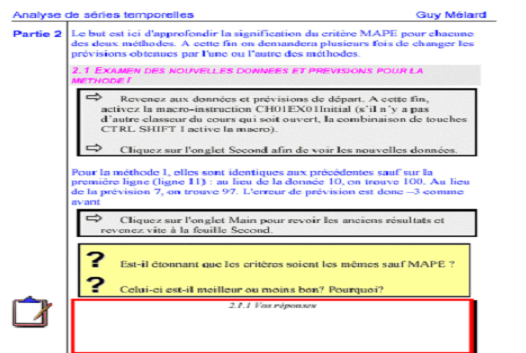 Analyse de séries temporelles Guy Mélard
Partie 2 Le but est ici d'approfondir la signification du critère MAPE pour chacune
des deux méthodes. A cette fin on demandera plusieurs fois de changer les
prévisions obtenues par l'une ou l'autre des méthodes.
2.1 EXAMEN DES NOUVELLES DONNEES ET PREVISIONS POUR LA
METHODE I
Revenez aux données et prévisions de départ. A cette fin,
activez la macro-instruction CH01EX01Initial (s'il n'y a pas
d'autre classeur du cours qui soit ouvert, la combinaison de touches
CTRL SHIFT I active la macro).
Cliquez sur l'onglet Second afin de voir les nouvelles données.
Pour la méthode I, elles sont identiques aux précédentes sauf sur la
première ligne (ligne 11) : au lieu de la donnée 10, on trouve 100. Au lieu
de la prévision 7, on trouve 97. L'erreur de prévision est donc –3 comme
avant
Cliquez sur l'onglet Main pour revoir les anciens résultats et
revenez vite à la feuille Second.
? Est-il étonnant que les critères soient les mêmes sauf MAPE ?
? Celui-ci est-il meilleur ou moins bon? Pourquoi?
2.1.1 Vos réponses